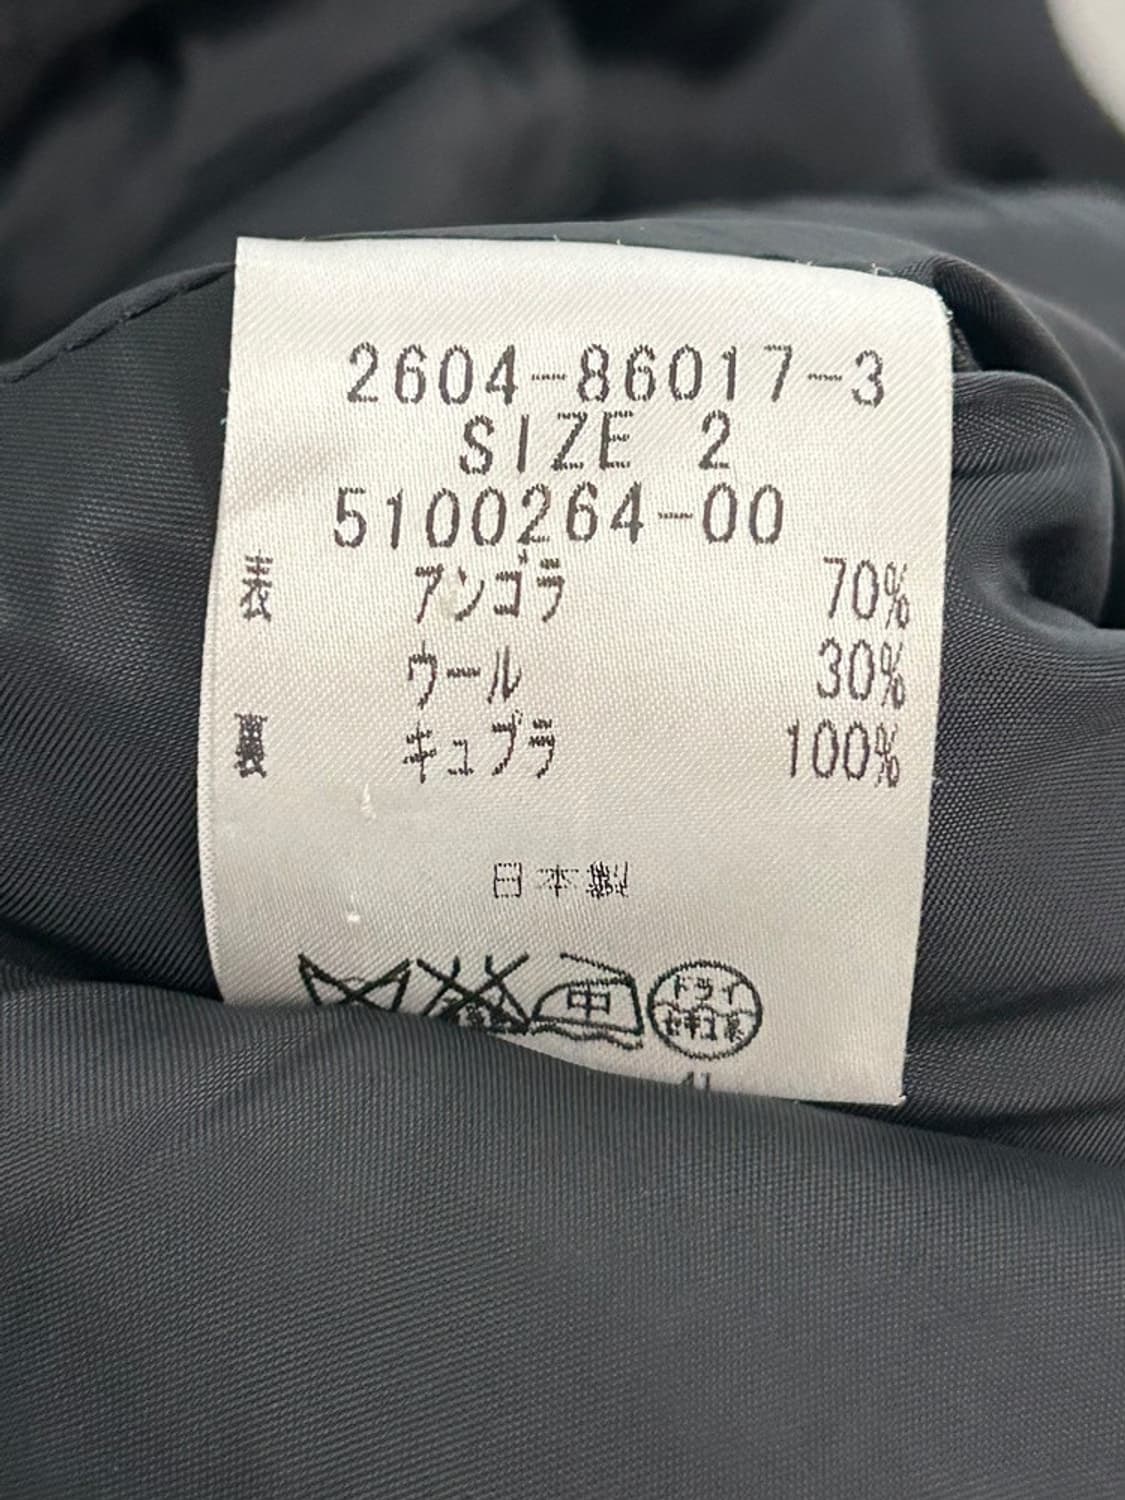 2604-86017-3
SIZE 2
5100264-00
表 アンゴラ 70%
ウール 30%
裏 キュプラ 100%
日本製
中 ドライ